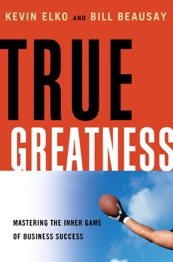 KEVIN ELKO AND BILL BEAUSAY
TRUE
GREATNESS
MASTERING THE INNER GAME
OF BUSINESS SUCCESS